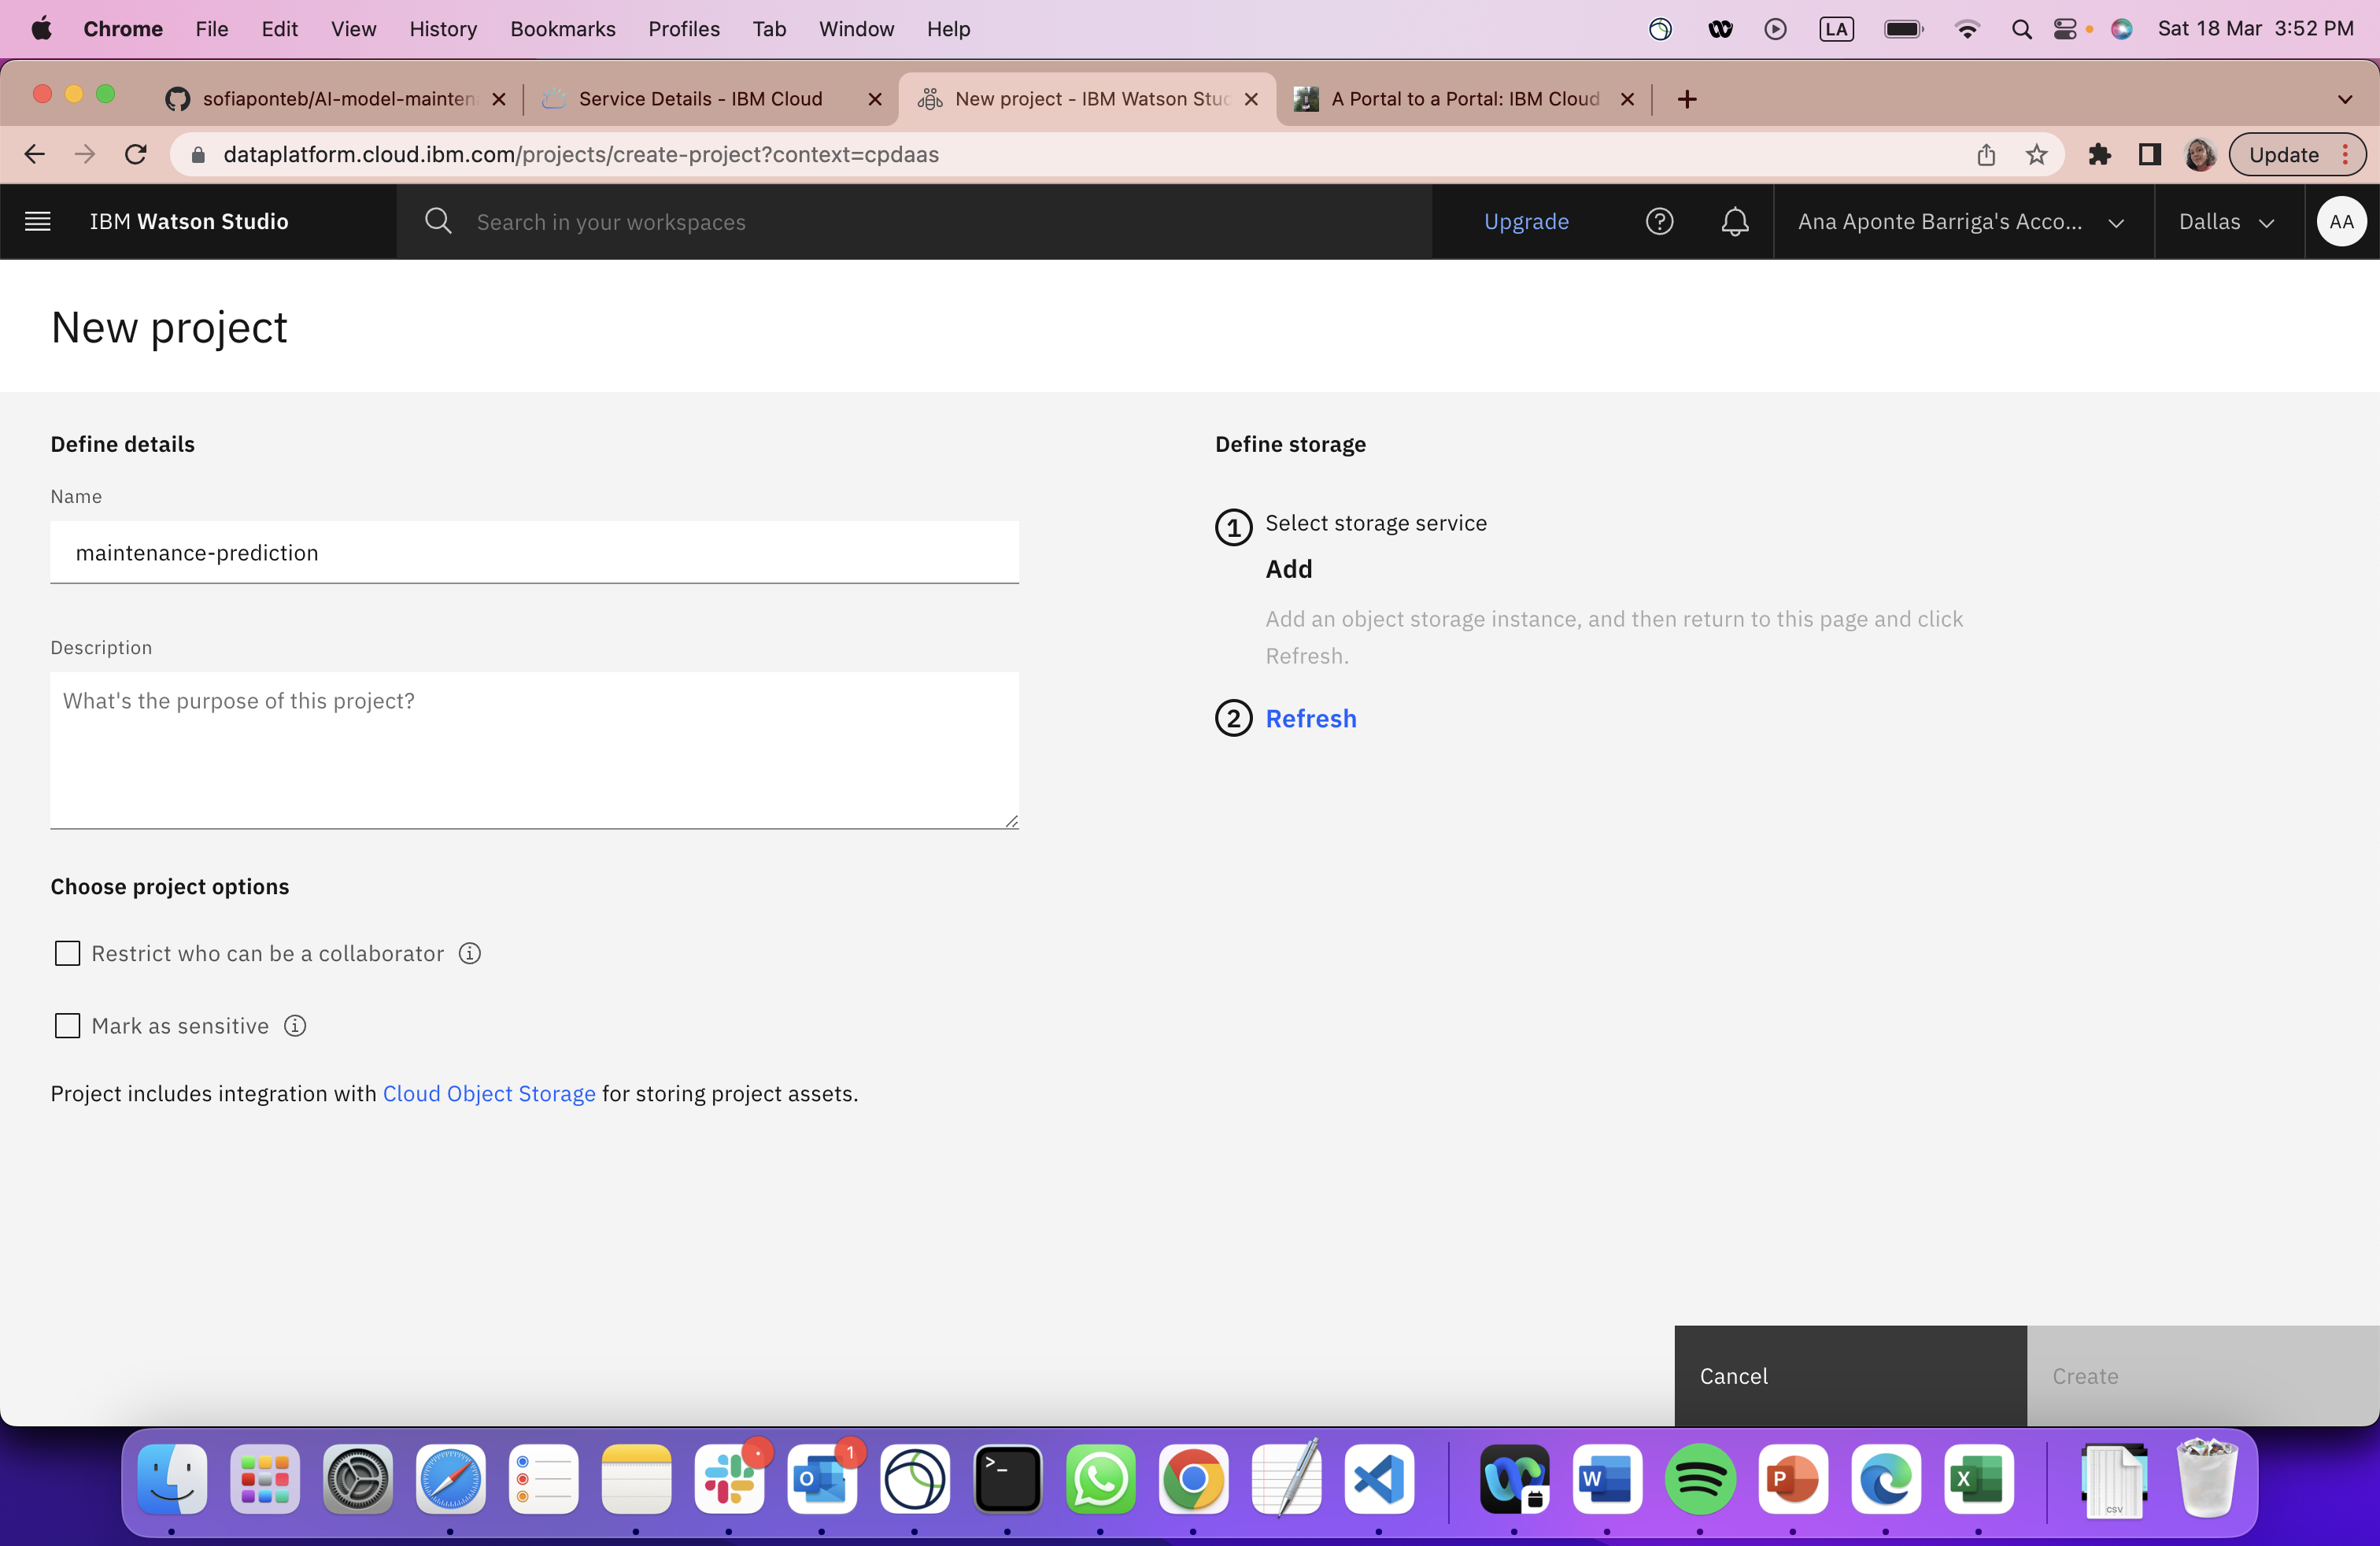 Chrome File Edit View History Bookmarks Profiles Tab Window Help LA Sat 18 Mar 3:52 PM
sofiaponteb/AI-model-mainten Service Details - IBM Cloud New project - IBM Watson Stu A Portal to a Portal: IBM Cloud
dataplatform.cloud.ibm.com/projects/create-project?context=cpdaas Update
IBM Watson Studio Search in your workspaces Upgrade Ana Aponte Barriga's Acco... Dallas AA
New project
Define details
Name
maintenance-prediction
Description
What's the purpose of this project?
Choose project options
Restrict who can be a collaborator
Mark as sensitive
Project includes integration with Cloud Object Storage for storing project assets.
Define storage
1 Select storage service
Add
Add an object storage instance, and then return to this page and click
Refresh.
2 Refresh
Cancel Create
1
O
>_
W
P
X
CSV